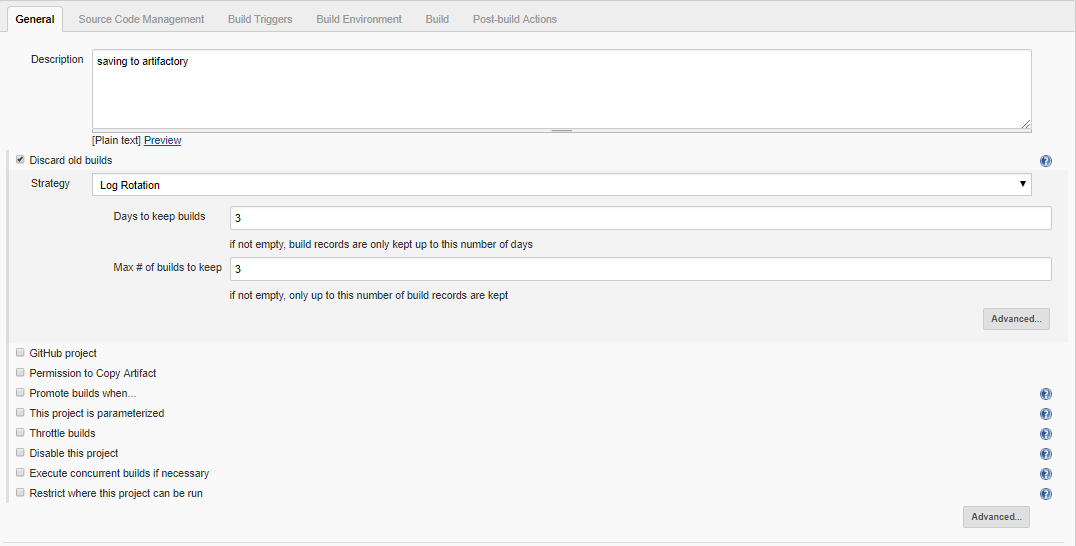 General Source Code Management Build Triggers Build Environment Build Post-build Actions
Description saving to artifactory
[Plain text] Preview
Discard old builds
Strategy Log Rotation
Days to keep builds 3
if not empty, build records are only kept up to this number of days
Max # of builds to keep 3
if not empty, only up to this number of build records are kept
Advanced...
GitHub project
Permission to Copy Artifact
Promote builds when...
This project is parameterized
Throttle builds
Disable this project
Execute concurrent builds if necessary
Restrict where this project can be run
Advanced...